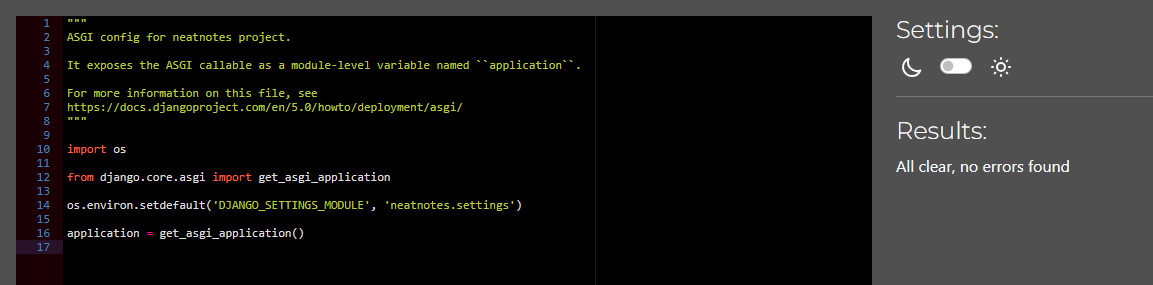 1 """
2 ASGI config for neatnotes project.
3
4 It exposes the ASGI callable as a module-level variable named ``application``.
5
6 For more information on this file, see
7 https://docs.djangoproject.com/en/5.0/howto/deployment/asgi/
8 """
9
10 import os
11
12 from django.core.asgi import get_asgi_application
13
14 os.environ.setdefault('DJANGO_SETTINGS_MODULE', 'neatnotes.settings')
15
16 application = get_asgi_application()
17
Settings:
Results:
All clear, no errors found